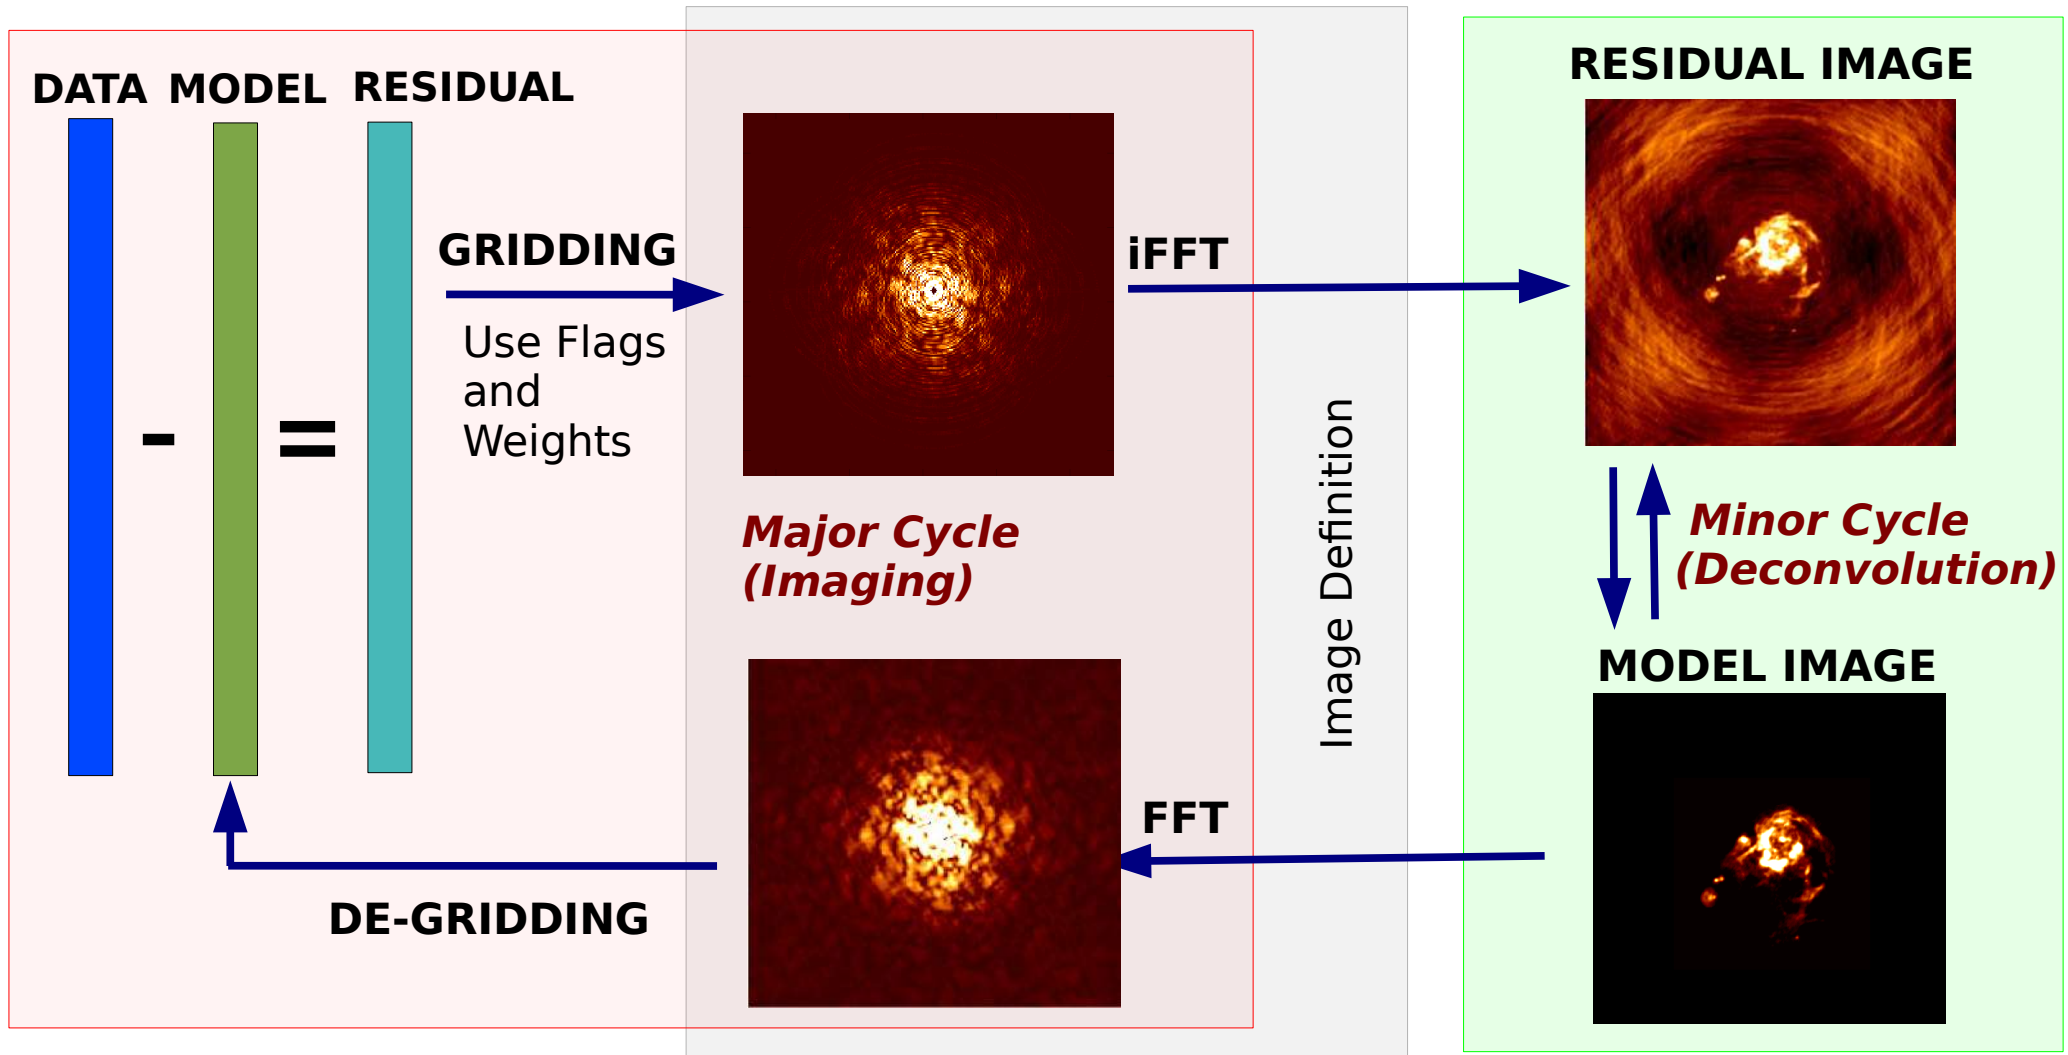 DATA MODEL RESIDUAL
-
=
GRIDDING
Use Flags
and
Weights
iFFT
Major Cycle
(Imaging)
Image Definition
FFT
DE-GRIDDING
RESIDUAL IMAGE
Minor Cycle
(Deconvolution)
MODEL IMAGE